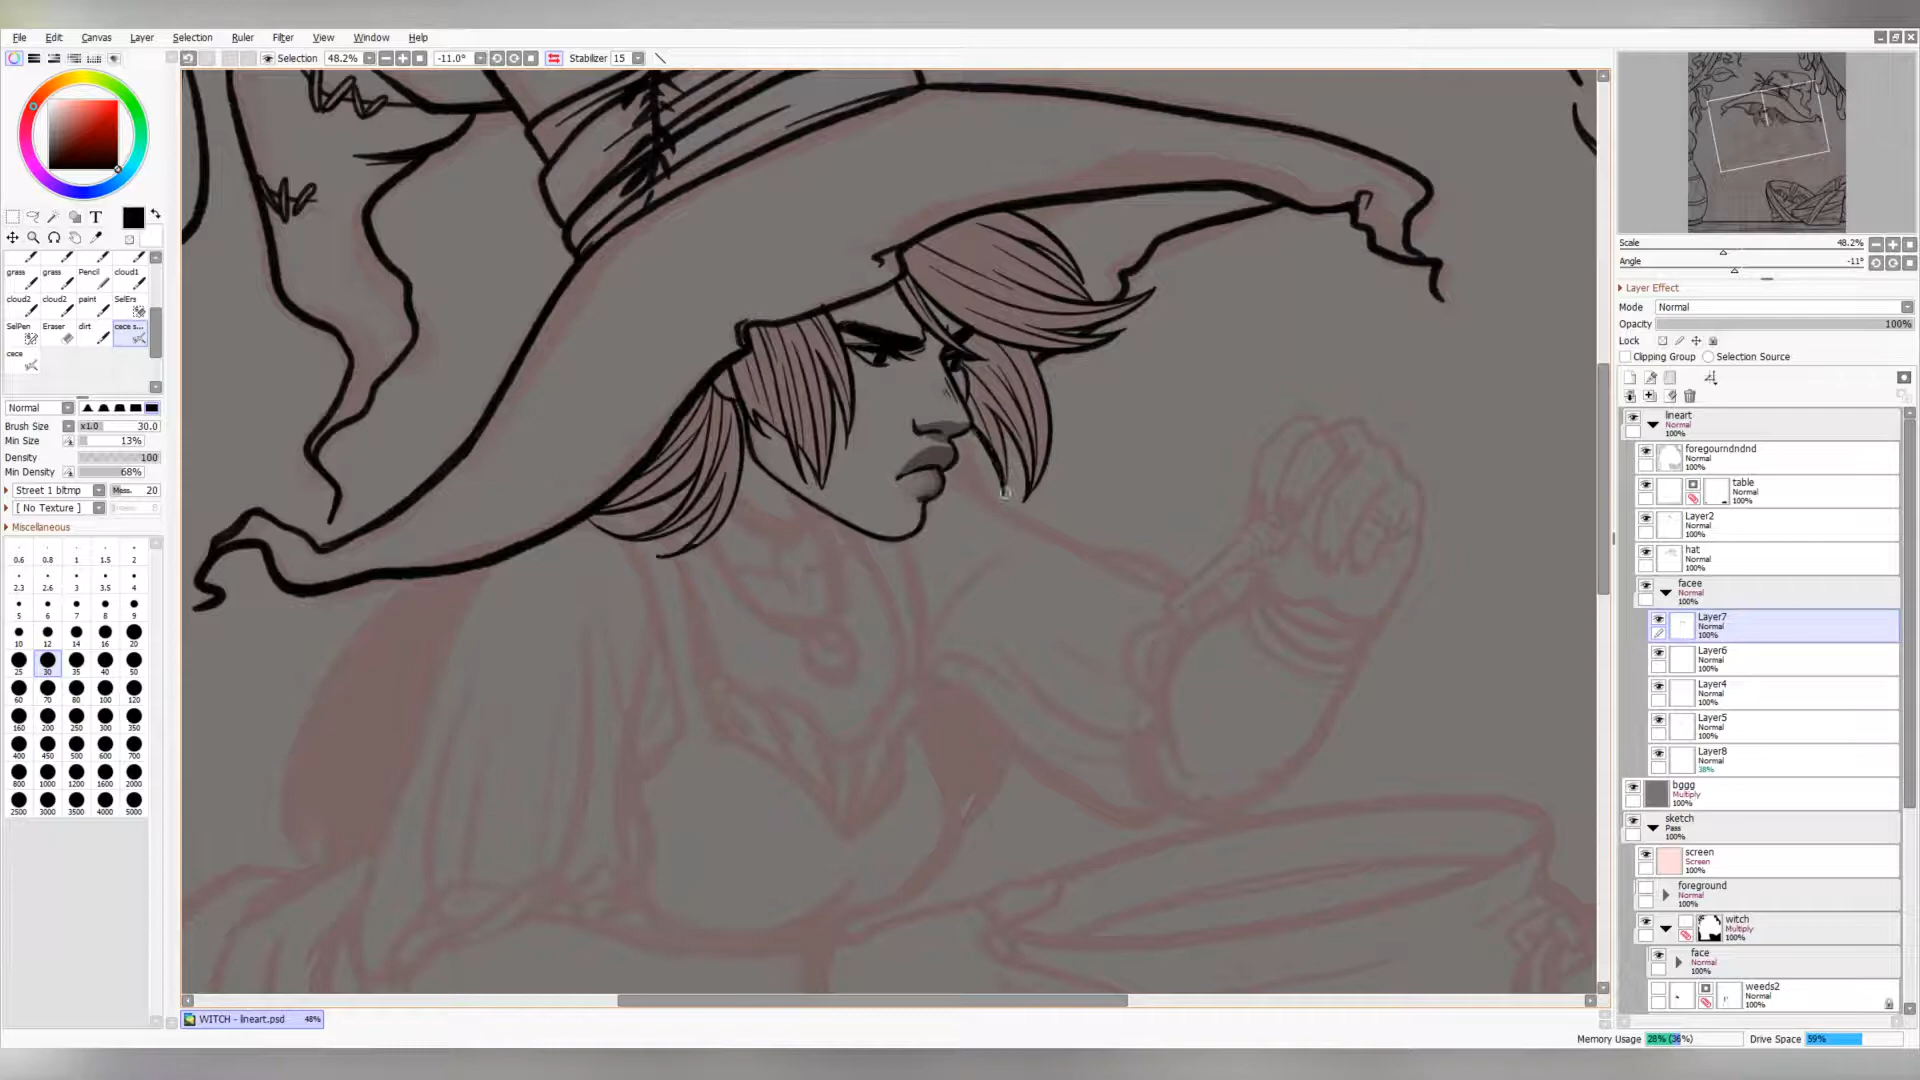 File Edit Canvas Layer Selection Ruler Filter View Window Help
Selection 48.2% -11.0° Stabilizer 15
T
grass grass Pencil cloud1
cloud2 cloud2 paint SelErs
SelPen Eraser dirt cece s...
cece
Normal
Brush Size x1.0 30.0
Min Size 13%
Density 100
Min Density 68%
Street 1 bltmp Mess. 20
[ No Texture ]
Miscellaneous
0.6 0.8 1 1.5 2
2.3 2.6 3 3.5 4
5 6 7 8 9
10 12 14 16 20
25 30 35 40 50
60 70 80 100 120
160 200 250 300 350
400 450 500 600 700
800 1000 1200 1600 2000
2500 3000 3500 4000 5000
WITCH - lineart.psd 48%
Scale 48.2%
Angle -11°
Layer Effect
Mode Normal
Opacity 100%
Lock
Clipping Group Selection Source
lineart
Normal
100%
foregourndndnd
Normal
100%
table
Normal
100%
Layer2
Normal
100%
hat
Normal
100%
facee
Normal
100%
Layer7
Normal
100%
Layer6
Normal
100%
Layer4
Normal
100%
Layer5
Normal
100%
Layer8
Normal
38%
bggg
Multiply
100%
sketch
Pass
100%
screen
Screen
100%
foreground
Normal
100%
witch
Multiply
100%
face
Normal
100%
weeds2
Normal
100%
Memory Usage 28% (36%) Drive Space 59%